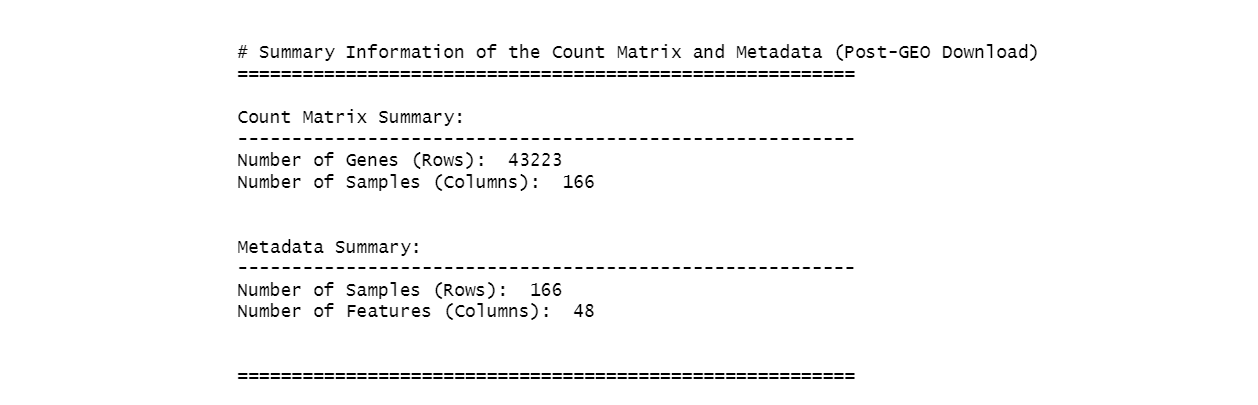 # Summary Information of the Count Matrix and Metadata (Post-GEO Download)
=========================================================
Count Matrix Summary:
---------------------------------------------------------
Number of Genes (Rows):  43223
Number of Samples (Columns):  166
Metadata Summary:
---------------------------------------------------------
Number of Samples (Rows):  166
Number of Features (Columns):  48
=========================================================